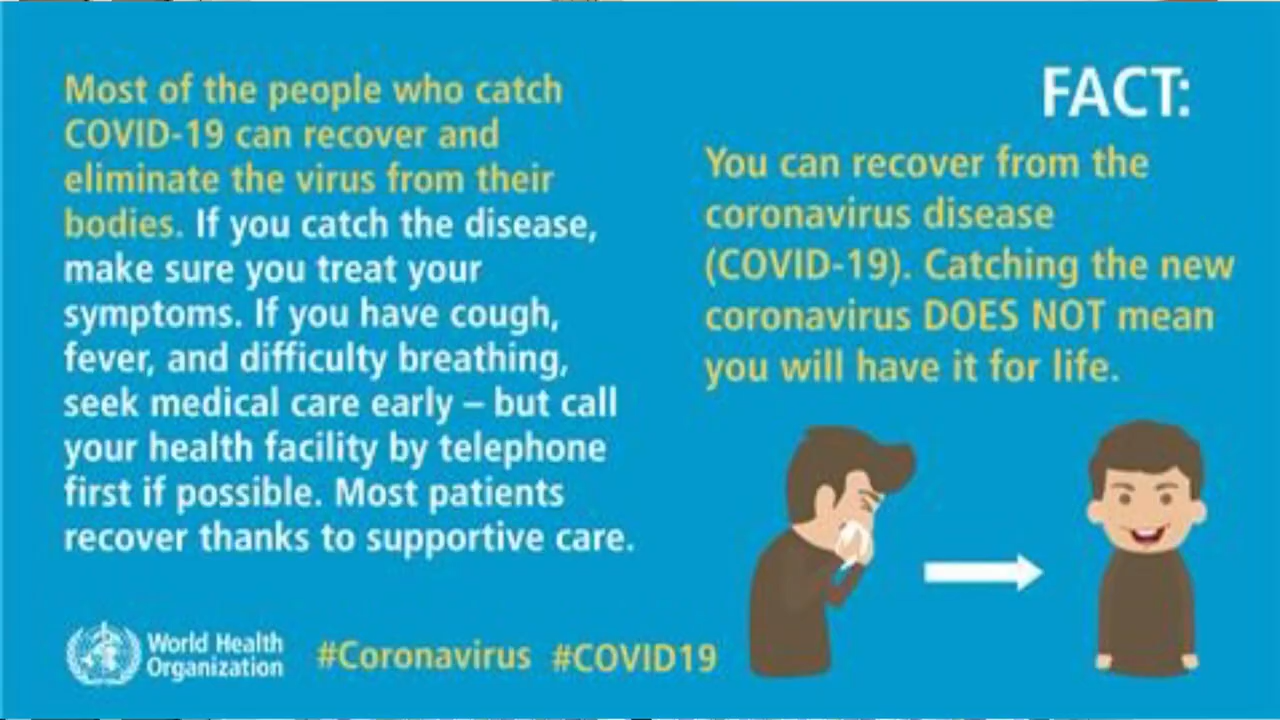 Most of the people who catch
COVID-19 can recover and
eliminate the virus from their
bodies. If you catch the disease,
make sure you treat your
symptoms. If you have cough,
fever, and difficulty breathing,
seek medical care early – but call
your health facility by telephone
first if possible. Most patients
recover thanks to supportive care.
FACT:
You can recover from the
coronavirus disease
(COVID-19). Catching the new
coronavirus DOES NOT mean
you will have it for life.
World Health
Organization
#Coronavirus #COVID19